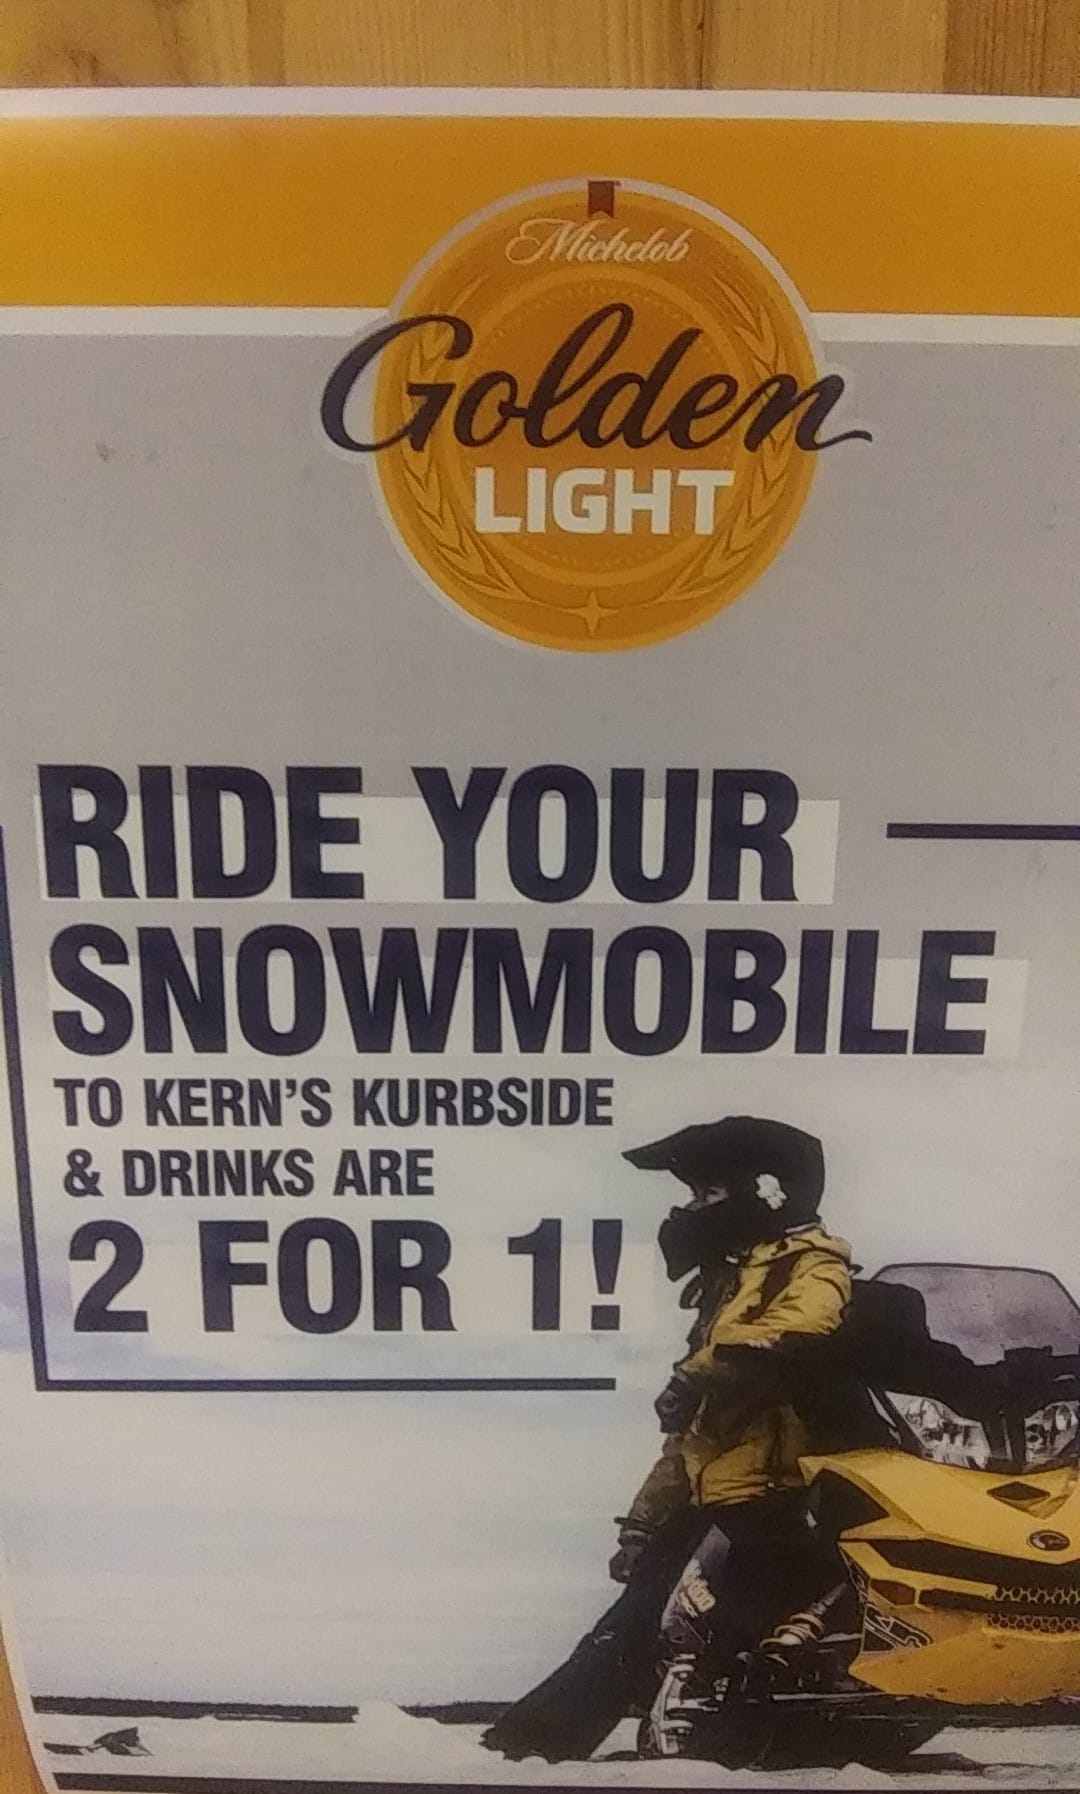 Michelob
Golden
LIGHT
RIDE YOUR
SNOWMOBILE
TO KERN'S KURBSIDE
& DRINKS ARE
2 FOR 1!